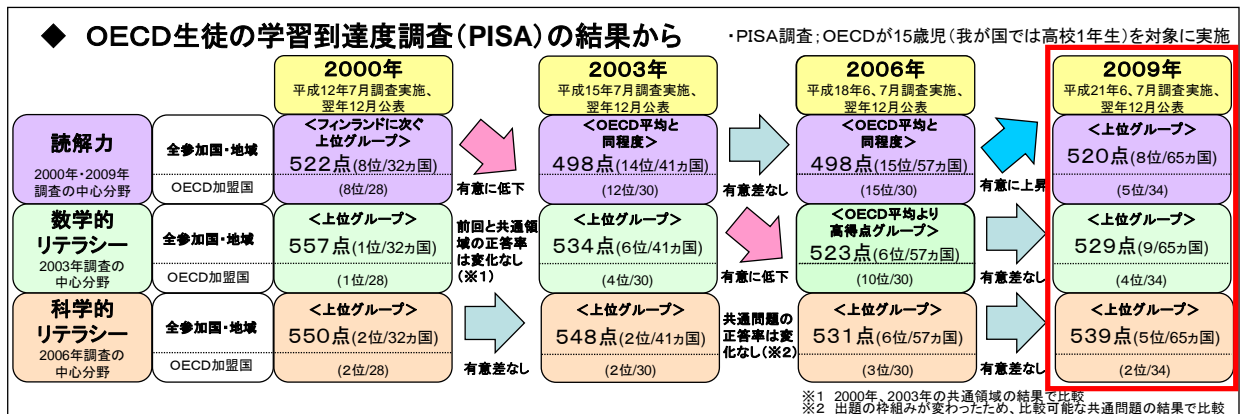 ◆ OECD生徒の学習到達度調査(PISA)の結果から
・PISA調査;OECDが15歳児(我が国では高校1年生)を対象に実施
2000年
平成12年7月調査実施、
翌年12月公表
2003年
平成15年7月調査実施、
翌年12月公表
2006年
平成18年6、7月調査実施、
翌年12月公表
2009年
平成21年6、7月調査実施、
翌年12月公表
読解力
2000年・2009年
調査の中心分野
全参加国・地域
OECD加盟国
<フィンランドに次ぐ
上位グループ>
522点(8位/32ヵ国)
(8位/28)
有意に低下
<OECD平均と
同程度>
498点(14位/41ヵ国)
(12位/30)
有意差なし
<OECD平均と
同程度>
498点(15位/57ヵ国)
(15位/30)
有意に上昇
<上位グループ>
520点(8位/65ヵ国)
(5位/34)
数学的
リテラシー
2003年調査の
中心分野
全参加国・地域
OECD加盟国
<上位グループ>
557点(1位/32ヵ国)
(1位/28)
前回と共通領
域の正答率
は変化なし
(※1)
<上位グループ>
534点(6位/41ヵ国)
(4位/30)
有意に低下
<OECD平均より
高得点グループ>
523点(6位/57ヵ国)
(10位/30)
有意差なし
<上位グループ>
529点(9/65ヵ国)
(4位/34)
科学的
リテラシー
2006年調査の
中心分野
全参加国・地域
OECD加盟国
<上位グループ>
550点(2位/32ヵ国)
(2位/28)
有意差なし
<上位グループ>
548点(2位/41ヵ国)
(2位/30)
共通問題の
正答率は変
化なし(※2)
<上位グループ>
531点(6位/57ヵ国)
(3位/30)
有意差なし
<上位グループ>
539点(5位/65ヵ国)
(2位/34)
※1 2000年、2003年の共通領域の結果で比較
※2 出題の枠組みが変わったため、比較可能な共通問題の結果で比較